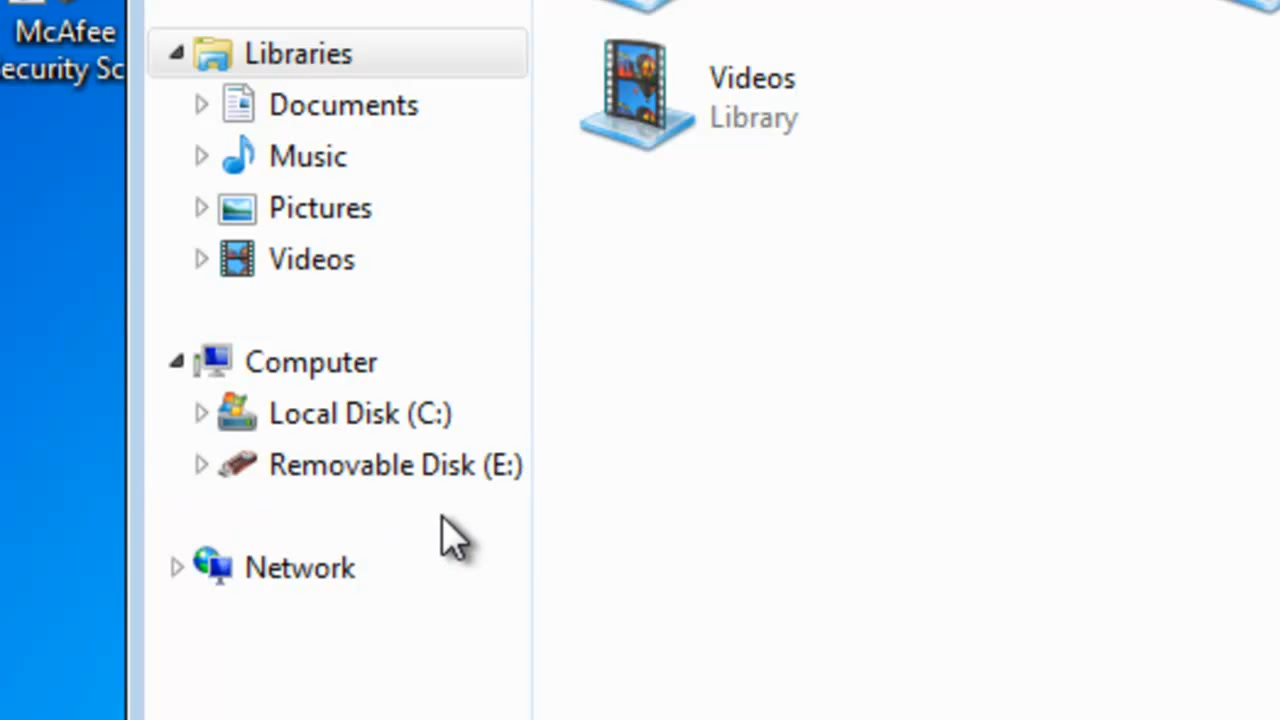 McAfee
ecurity Sc
Libraries
Documents
Music
Pictures
Videos
Computer
Local Disk (C:)
Removable Disk (E:)
Network
Videos
Library